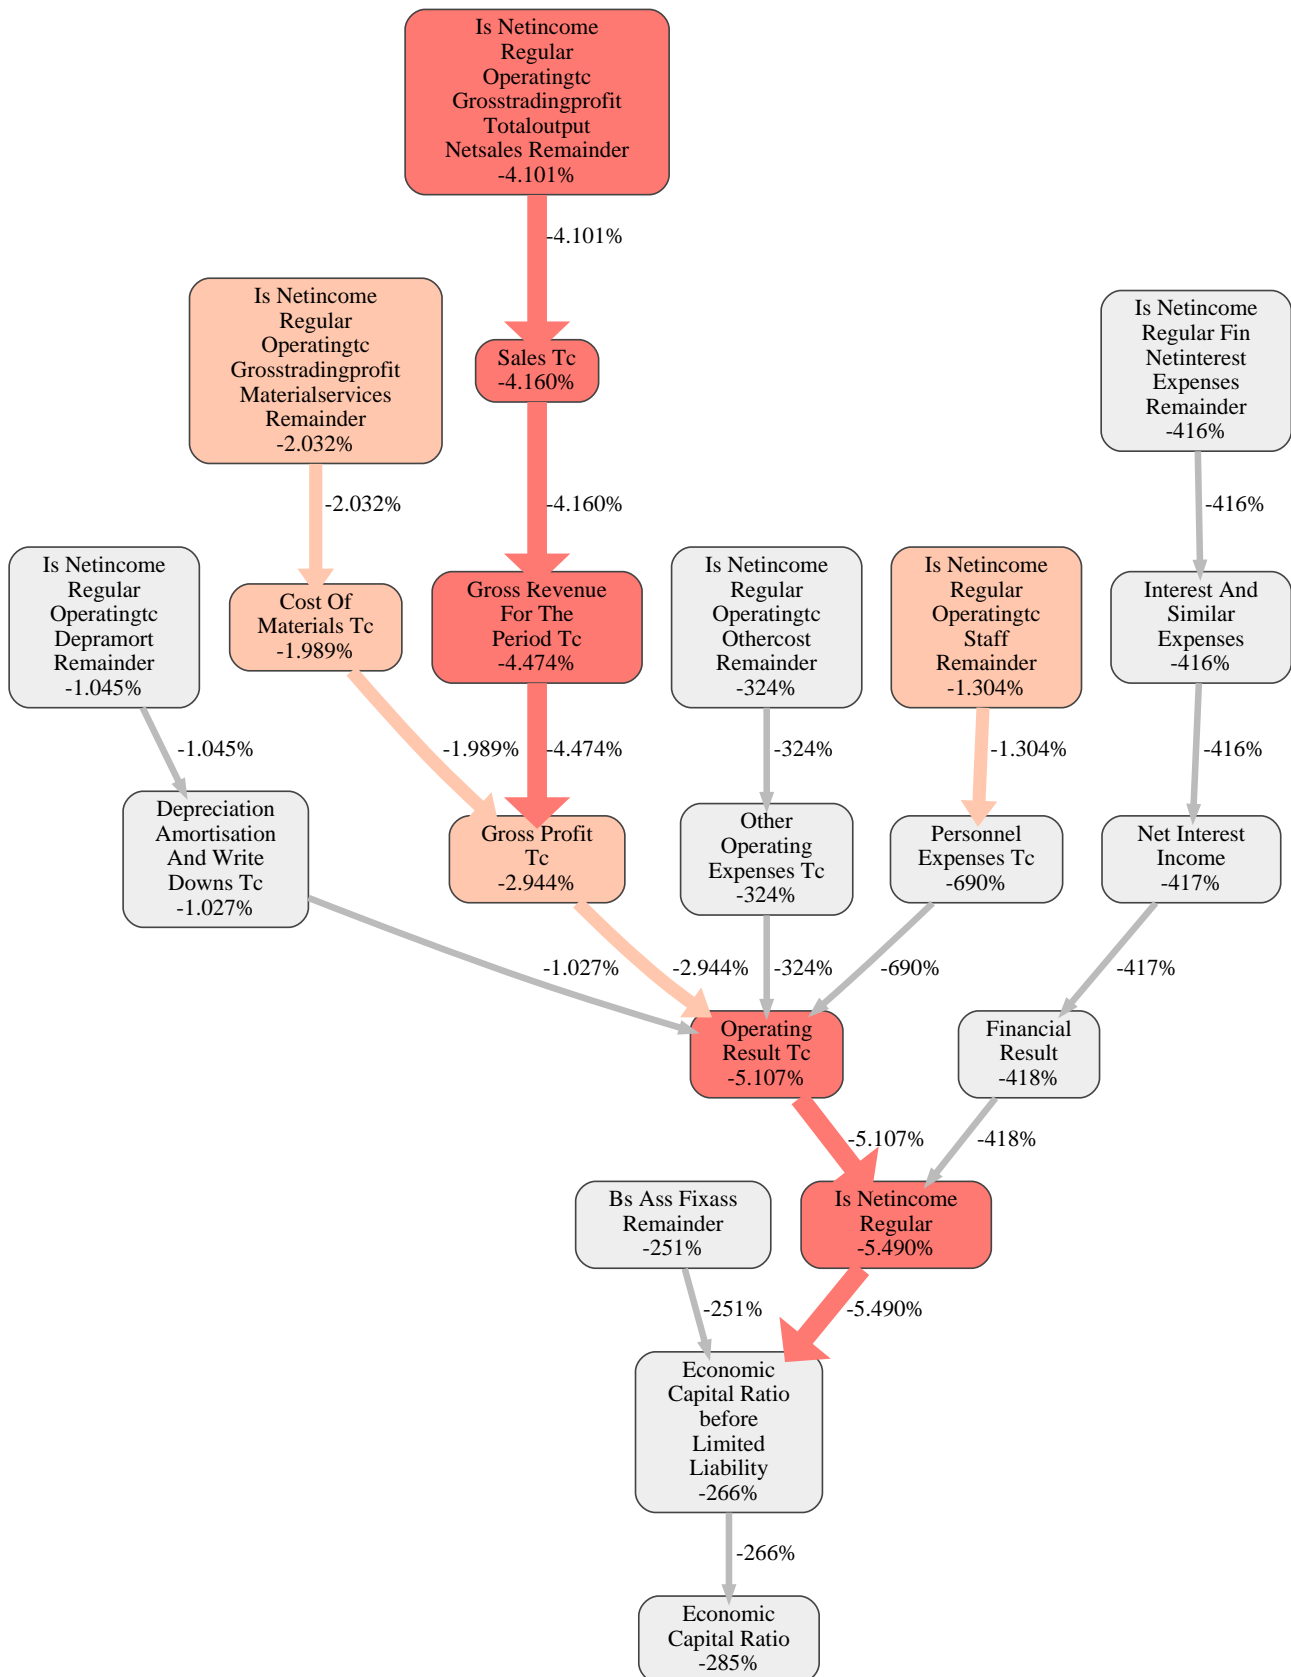 Is Netincome
Regular
Operatingtc
Grosstradingprofit
Totaloutput
Netsales Remainder
-4.101%
-4.101%
Is Netincome
Regular
Operatingtc
Grosstradingprofit
Materialservices
Remainder
-2.032%
Sales Tc
-4.160%
Is Netincome
Regular Fin
Netinterest
Expenses
Remainder
-416%
-2.032%
-4.160%
-416%
Is Netincome
Regular
Operatingtc
Depramort
Remainder
-1.045%
Cost Of
Materials Tc
-1.989%
Gross Revenue
For The
Period Tc
-4.474%
Is Netincome
Regular
Operatingtc
Othercost
Remainder
-324%
Is Netincome
Regular
Operatingtc
Staff
Remainder
-1.304%
Interest And
Similar
Expenses
-416%
-1.045%
-1.989%
-4.474%
-324%
-1.304%
-416%
Depreciation
Amortisation
And Write
Downs Tc
-1.027%
Gross Profit
Tc
-2.944%
Other
Operating
Expenses Tc
-324%
Personnel
Expenses Tc
-690%
Net Interest
Income
-417%
-1.027%
-2.944%
-324%
-690%
-417%
Operating
Result Tc
-5.107%
Financial
Result
-418%
-5.107%
-418%
Bs Ass Fixass
Remainder
-251%
Is Netincome
Regular
-5.490%
-251%
-5.490%
Economic
Capital Ratio
before
Limited
Liability
-266%
-266%
Economic
Capital Ratio
-285%